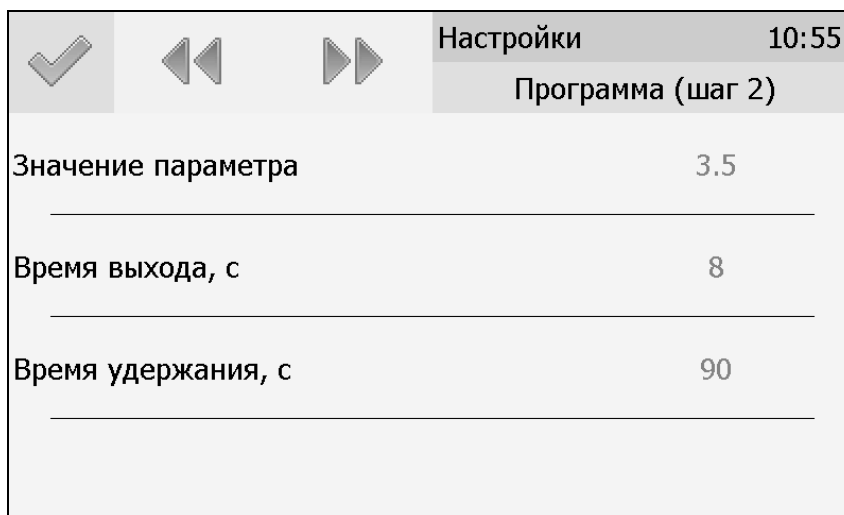 Настройки 10:55
Программа (шаг 2)
Значение параметра 3.5
Время выхода, с 8
Время удержания, с 90